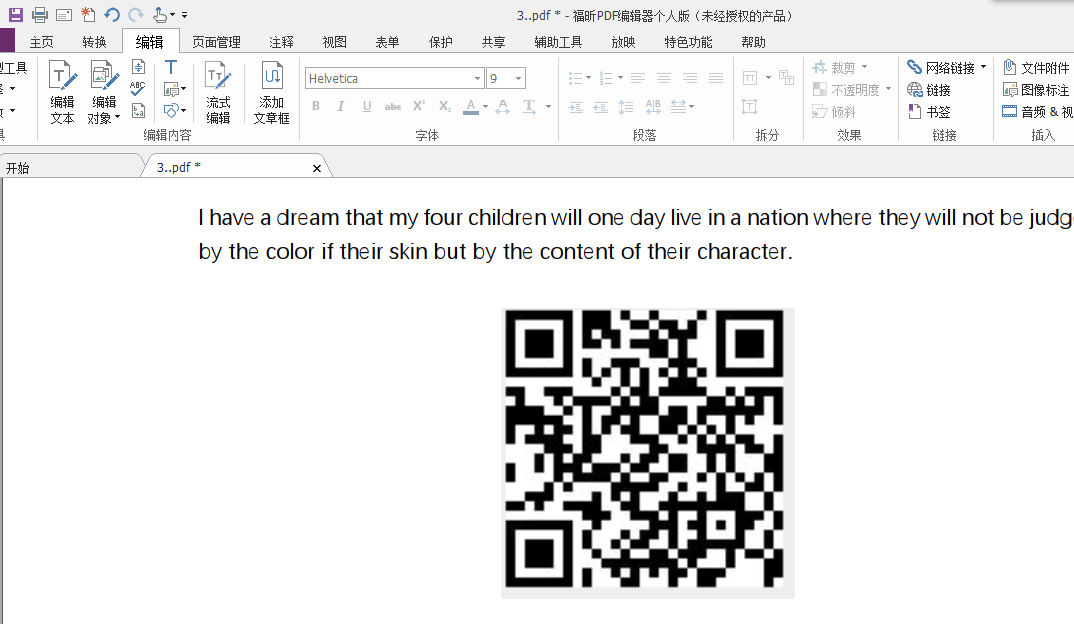 3..pdf * - 福昕PDF编辑器个人版（未经授权的产品）
主页 转换 编辑 页面管理 注释 视图 表单 保护 共享 辅助工具 放映 特色功能 帮助
工具 编辑文本 编辑对象 ABC 流式编辑 添加文章框 编辑内容
Helvetica 9
B I U abc X² X₂ A A T 字体
段落
拆分
裁剪 不透明度 倾斜 效果
网络链接 链接 书签 链接
文件附件 图像标注 音频 & 视 插入
开始 3..pdf *
I have a dream that my four children will one day live in a nation where they will not be judg
by the color if their skin but by the content of their character.